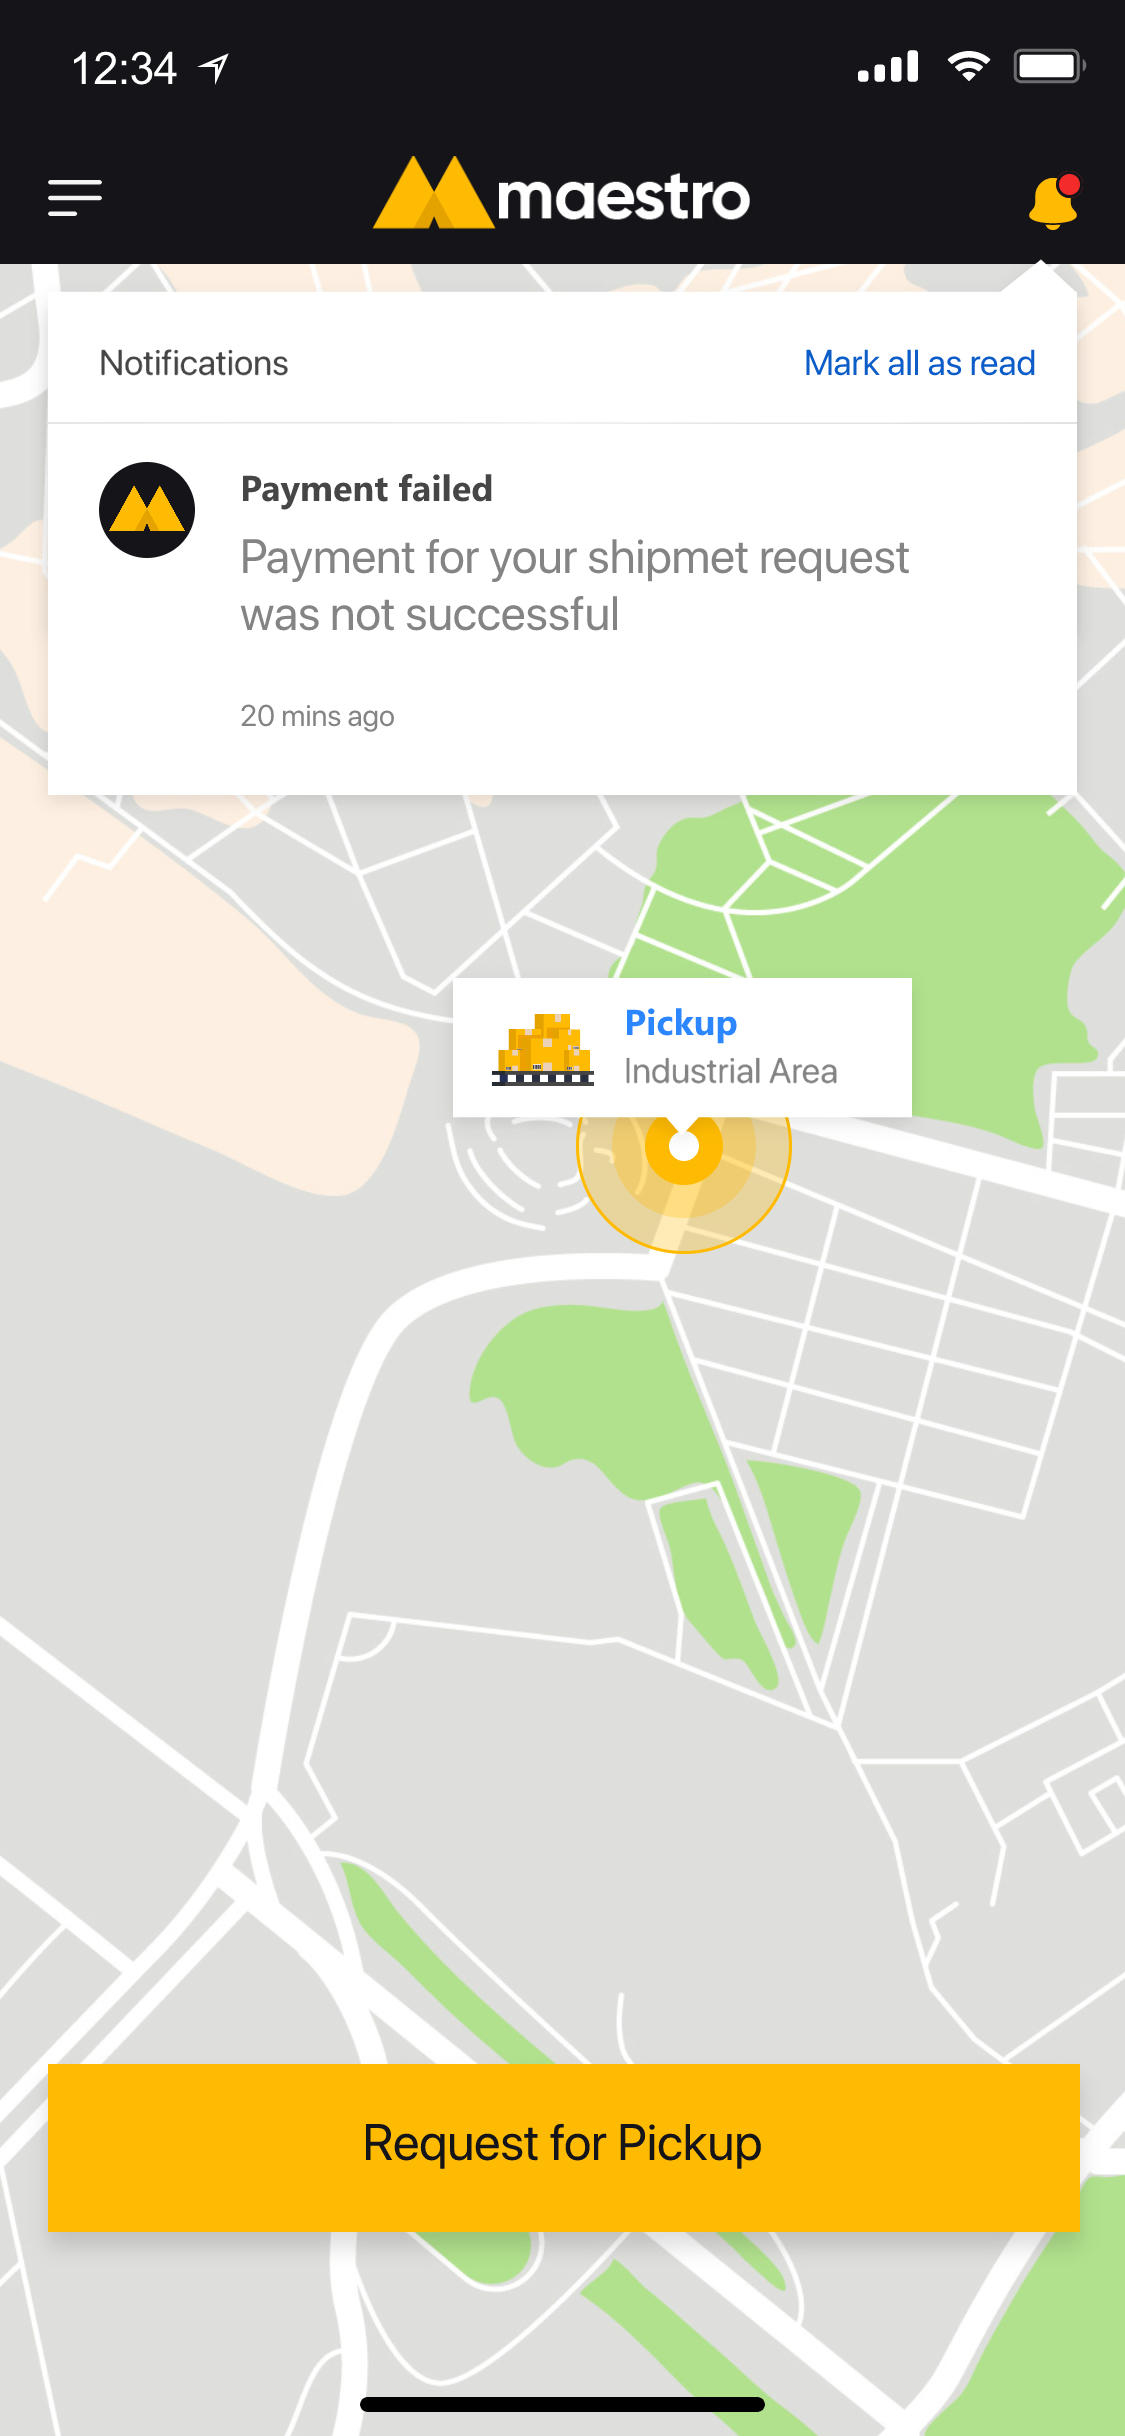 12:34
maestro
Notifications
Mark all as read
Payment failed
Payment for your shipmet request
was not successful
20 mins ago
Pickup
Industrial Area
Request for Pickup